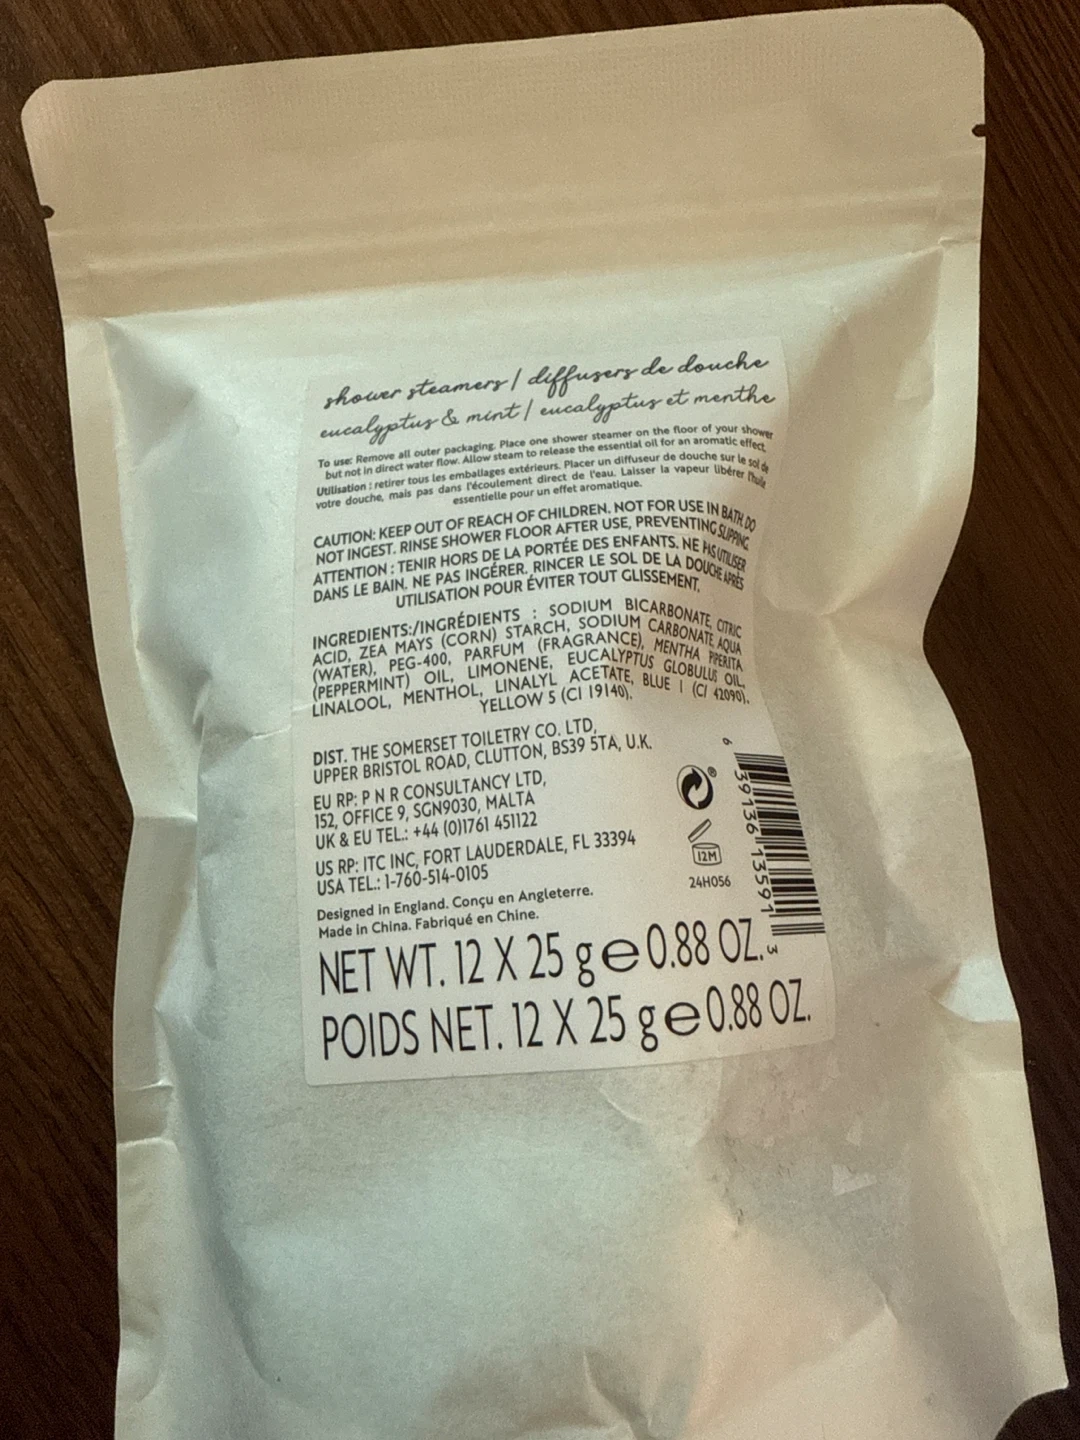 shower steamers / diffusers de douche
eucalyptus & mint / eucalyptus et menthe
To use: Remove all outer packaging. Place one shower steamer on the floor of your shower
but not in direct water flow. Allow steam to release the essential oil for an aromatic effect.
Utilisation : retirer tous les emballages extérieurs. Placer un diffuseur de douche sur le sol de
votre douche, mais pas dans l'écoulement direct de l'eau. Laisser la vapeur libérer l'huile
essentielle pour un effet aromatique.
CAUTION: KEEP OUT OF REACH OF CHILDREN. NOT FOR USE IN BATH. DO
NOT INGEST. RINSE SHOWER FLOOR AFTER USE, PREVENTING SLIPPING.
ATTENTION : TENIR HORS DE LA PORTÉE DES ENFANTS. NE PAS UTILISER
DANS LE BAIN. NE PAS INGÉRER. RINCER LE SOL DE LA DOUCHE APRÈS
UTILISATION POUR ÉVITER TOUT GLISSEMENT.
INGREDIENTS:/INGRÉDIENTS : SODIUM BICARBONATE, CITRIC
ACID, ZEA MAYS (CORN) STARCH, SODIUM CARBONATE, AQUA
(WATER), PEG-400, PARFUM (FRAGRANCE), MENTHA PIPERITA
(PEPPERMINT) OIL, LIMONENE, EUCALYPTUS GLOBULUS OIL,
LINALOOL, MENTHOL, LINALYL ACETATE, BLUE 1 (CI 42090),
YELLOW 5 (CI 19140).
DIST. THE SOMERSET TOILETRY CO. LTD,
UPPER BRISTOL ROAD, CLUTTON, BS39 5TA, U.K.
EU RP: P N R CONSULTANCY LTD,
152, OFFICE 9, SGN9030, MALTA
UK & EU TEL.: +44 (0)1761 451122
US RP: ITC INC, FORT LAUDERDALE, FL 33394
USA TEL.: 1-760-514-0105
Designed in England. Conçu en Angleterre.
Made in China. Fabriqué en Chine.
12M
24H056
6 39136 13591 3
NET WT. 12 X 25 g e 0.88 OZ.
POIDS NET. 12 X 25 g e 0.88 OZ.